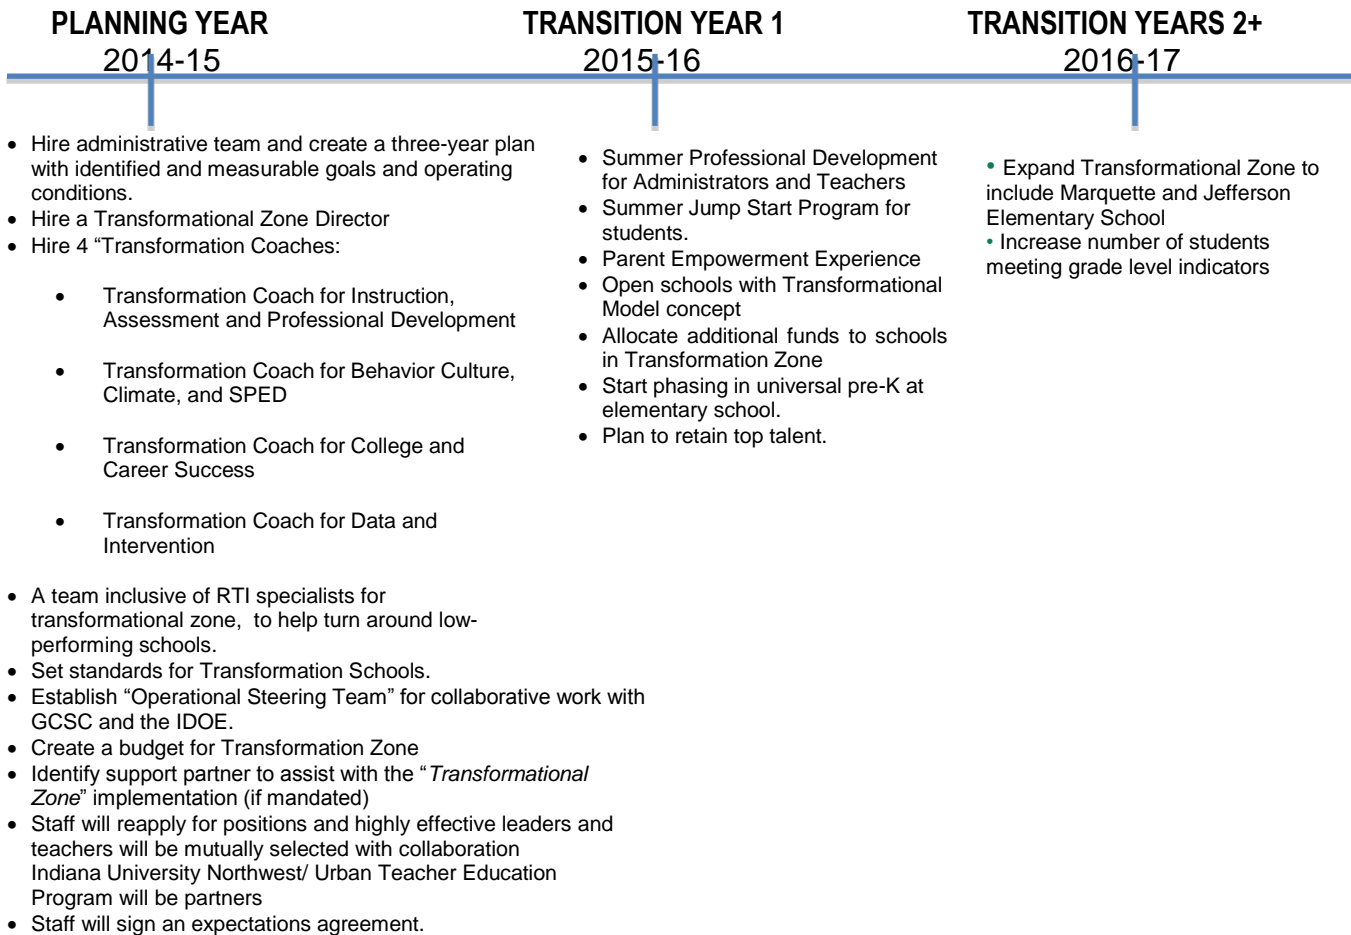 PLANNING YEAR
2014-15
• Hire administrative team and create a three-year plan
with identified and measurable goals and operating
conditions.
• Hire a Transformational Zone Director
• Hire 4 “Transformation Coaches:
• Transformation Coach for Instruction,
Assessment and Professional Development
• Transformation Coach for Behavior Culture,
Climate, and SPED
• Transformation Coach for College and
Career Success
• Transformation Coach for Data and
Intervention
• A team inclusive of RTI specialists for
transformational zone, to help turn around low-
performing schools.
• Set standards for Transformation Schools.
• Establish “Operational Steering Team” for collaborative work with
GCSC and the IDOE.
• Create a budget for Transformation Zone
• Identify support partner to assist with the “Transformational
Zone” implementation (if mandated)
• Staff will reapply for positions and highly effective leaders and
teachers will be mutually selected with collaboration
Indiana University Northwest/ Urban Teacher Education
Program will be partners
• Staff will sign an expectations agreement.
TRANSITION YEAR 1
2015-16
• Summer Professional Development
for Administrators and Teachers
• Summer Jump Start Program for
students.
• Parent Empowerment Experience
• Open schools with Transformational
Model concept
• Allocate additional funds to schools
in Transformation Zone
• Start phasing in universal pre-K at
elementary school.
• Plan to retain top talent.
TRANSITION YEARS 2+
2016-17
• Expand Transformational Zone to
include Marquette and Jefferson
Elementary School
• Increase number of students
meeting grade level indicators